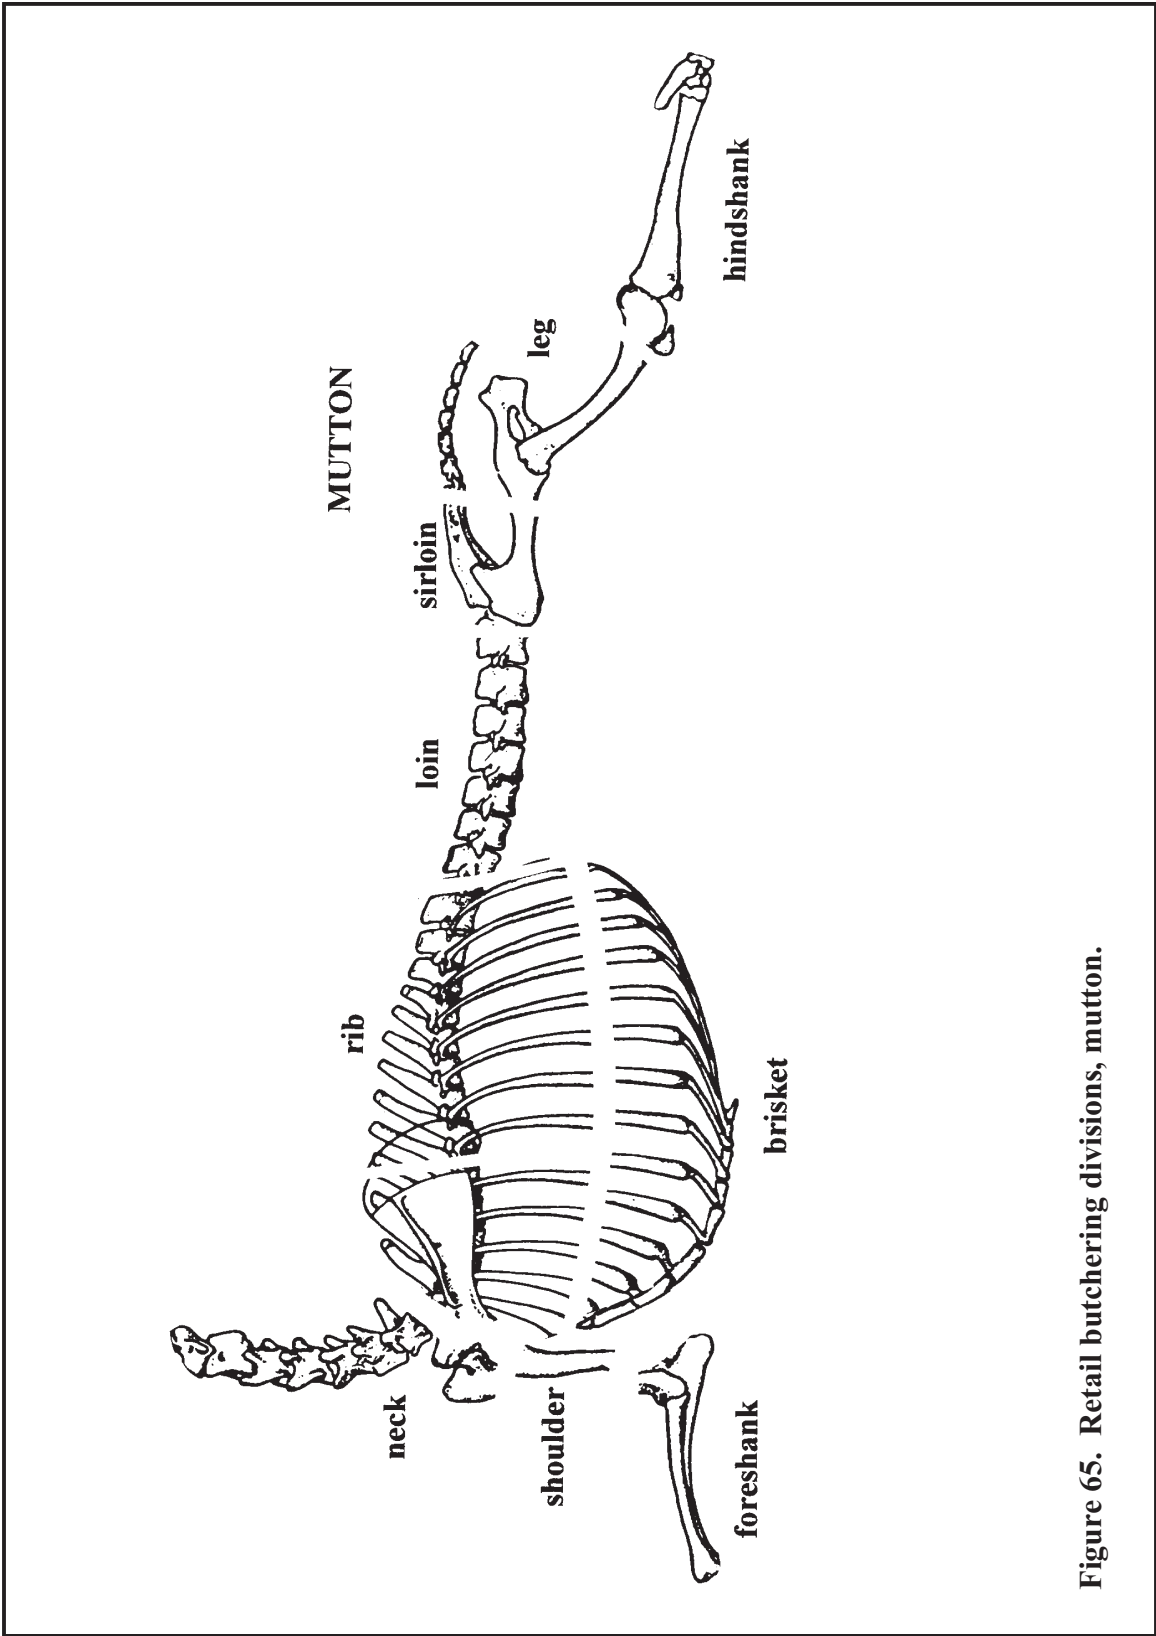 MUTTON
neck
rib
loin
sirloin
leg
shoulder
foreshank
brisket
hindshank
Figure 65. Retail butchering divisions, mutton.